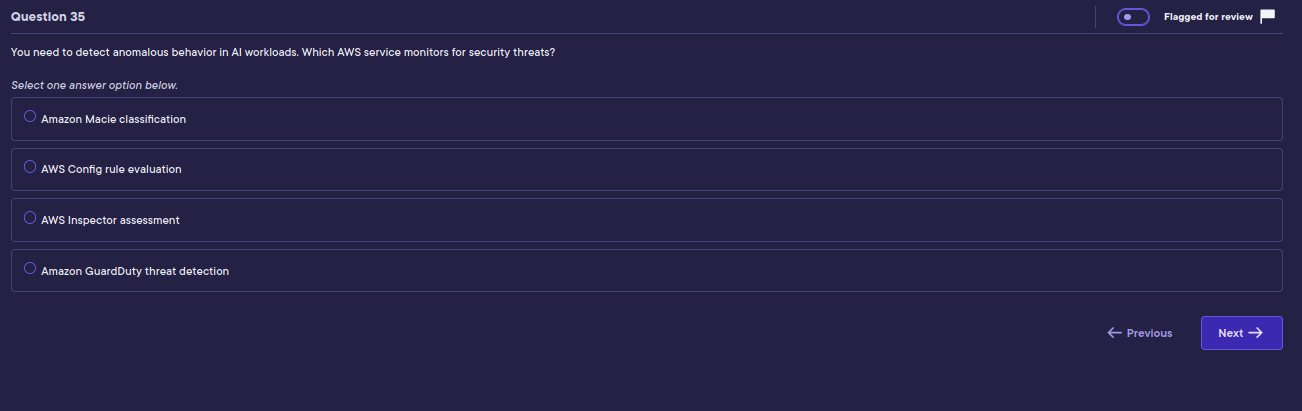 Question 35
Flagged for review
You need to detect anomalous behavior in AI workloads. Which AWS service monitors for security threats?
Select one answer option below.
Amazon Macie classification
AWS Config rule evaluation
AWS Inspector assessment
Amazon GuardDuty threat detection
Previous
Next